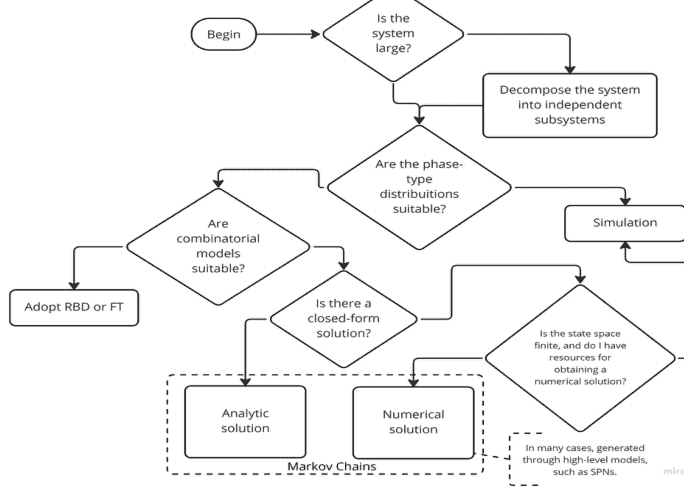 Begin
Is the
system
large?
Decompose the system
into independent
subsystems
Are the phase-
type
distribuitions
suitable?
Simulation
Are
combinatorial
models
suitable?
Adopt RBD or FT
Is there a
closed-form
solution?
Is the state space
finite, and do I have
resources for
obtaining a
numerical solution?
Analytic
solution
Numerical
solution
Markov Chains
In many cases, generated
through high-level models,
such as SPNs.